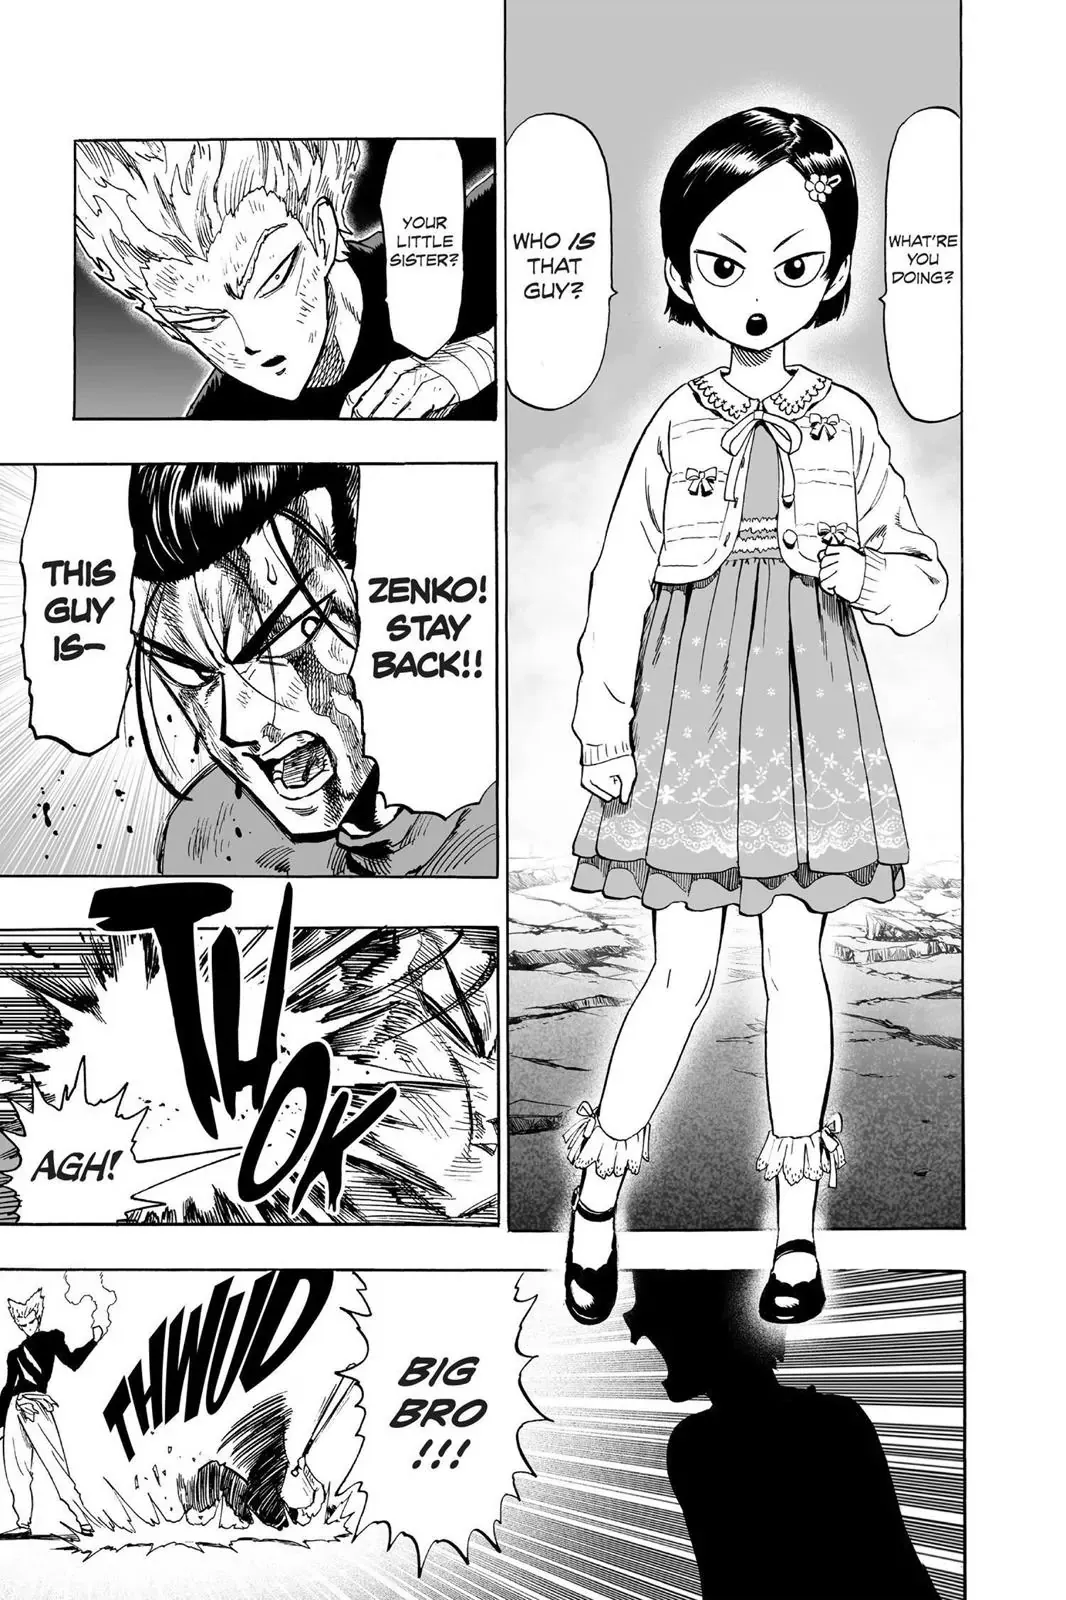 WHAT'RE
YOU
DOING?
WHO IS
THAT
GUY?
YOUR
LITTLE
SISTER?
ZENKO!
STAY
BACK!!
THIS
GUY
IS-
THOK
AGH!
BIG
BRO
!!!
THWUD